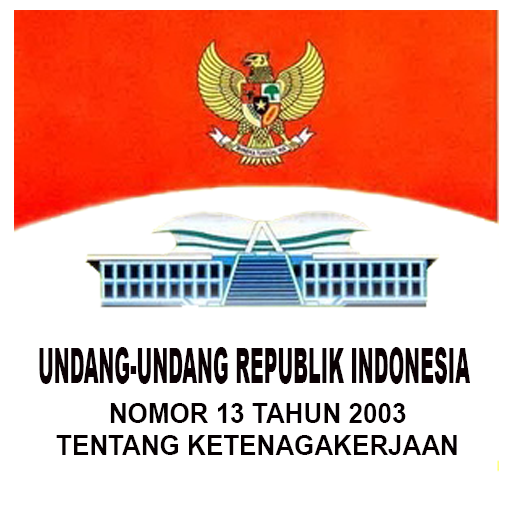 UNDANG-UNDANG REPUBLIK INDONESIA
NOMOR 13 TAHUN 2003
TENTANG KETENAGAKERJAAN